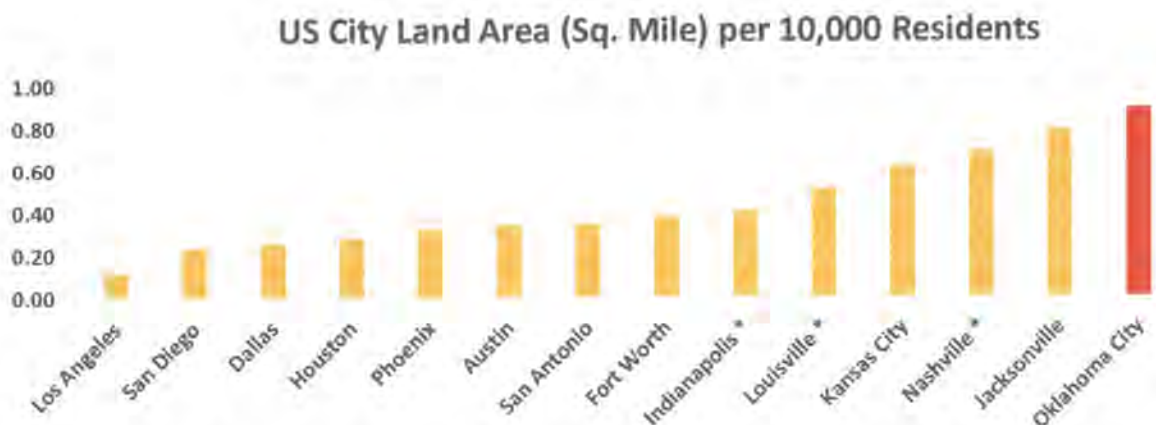 US City Land Area (Sq. Mile) per 10,000 Residents
1.00
0.80
0.60
0.40
0.20
0.00
Los Angeles
San Diego
Dallas
Houston
Phoenix
Austin
San Antonio
Fort Worth
Indianapolis *
Louisville *
Kansas City
Nashville *
Jacksonville
Oklahoma City